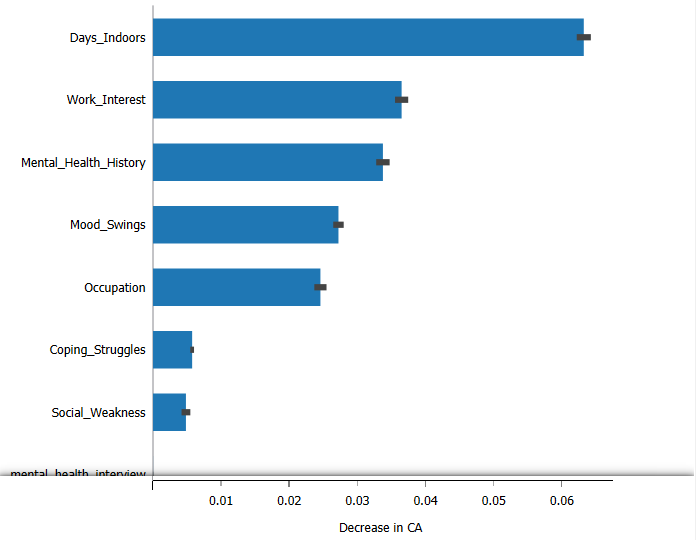 Days_Indoors
Work_Interest
Mental_Health_History
Mood_Swings
Occupation
Coping_Struggles
Social_Weakness
mental_health_interview
0.01 0.02 0.03 0.04 0.05 0.06
Decrease in CA